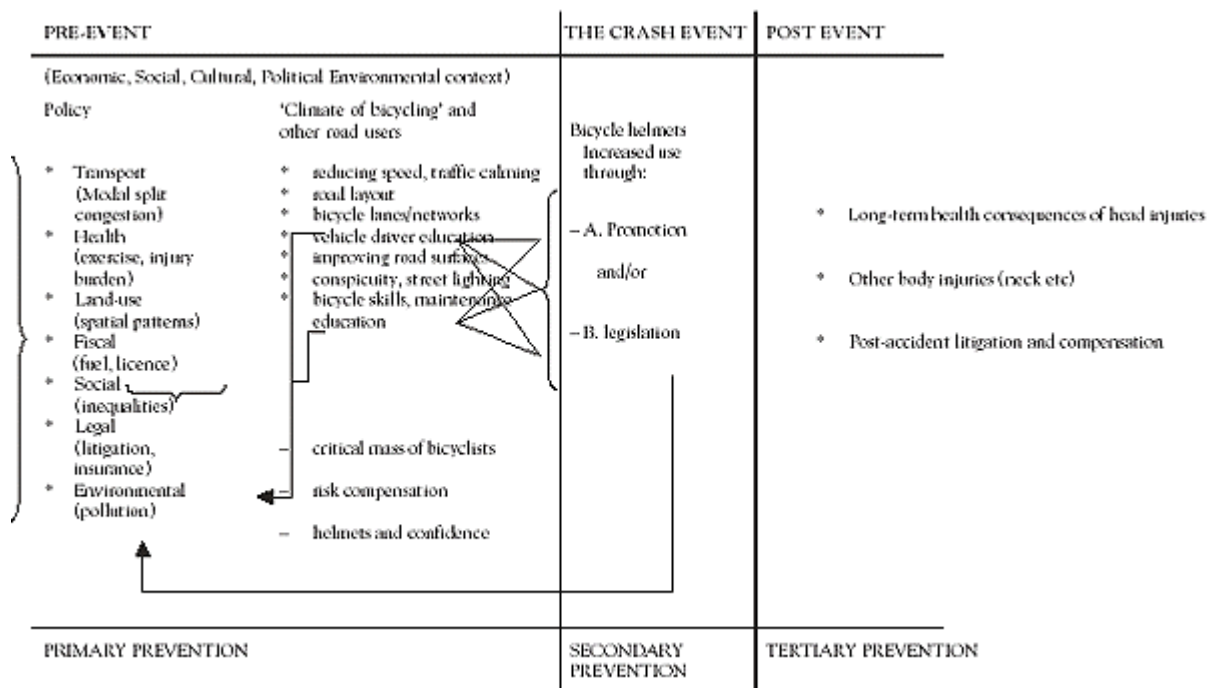 PRE-EVENT
THE CRASH EVENT
POST EVENT
(Economic, Social, Cultural, Political Environmental context)
Policy
* Transport
(Modal split
congestion)
* Health
(exercise, injury
burden)
* Land-use
(spatial patterns)
* Fiscal
(fuel, licence)
* Social
(inequalities)
* Legal
(litigation,
insurance)
* Environmental
(pollution)
'Climate of bicycling' and
other road users
* reducing speed, traffic calming
* road layout
* bicycle lanes/networks
* vehicle driver education
* improving road surfaces
* conspicuity, street lighting
* bicycle skills, maintenance
education
– critical mass of bicyclists
– risk compensation
– helmets and confidence
Bicycle helmets
Increased use
through:
– A. Promotion
and/or
– B. legislation
* Long-term health consequences of head injuries
* Other body injuries (neck etc)
* Post-accident litigation and compensation
PRIMARY PREVENTION
SECONDARY
PREVENTION
TERTIARY PREVENTION